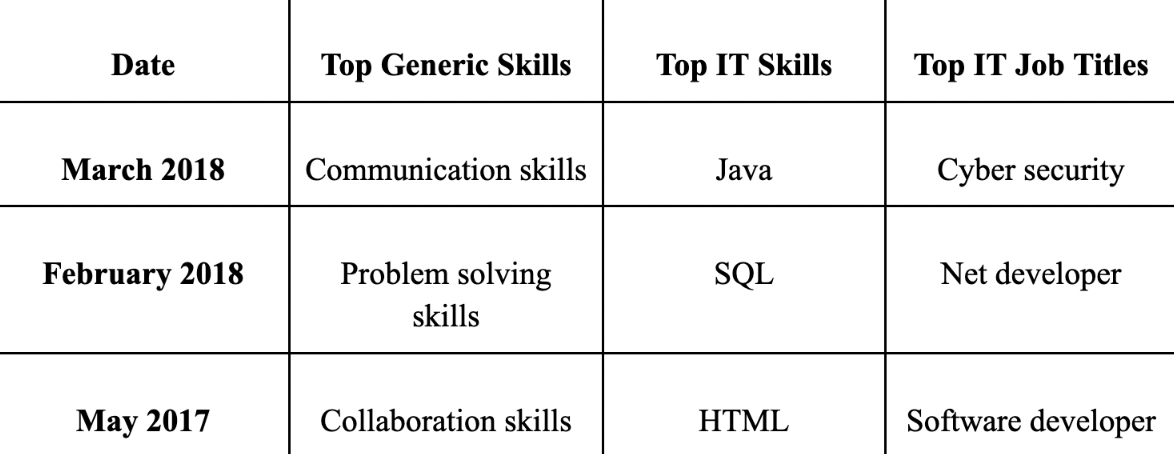 Date Top Generic Skills Top IT Skills Top IT Job Titles
March 2018 Communication skills Java Cyber security
February 2018 Problem solving SQL Net developer
skills
May 2017 Collaboration skills HTML Software developer